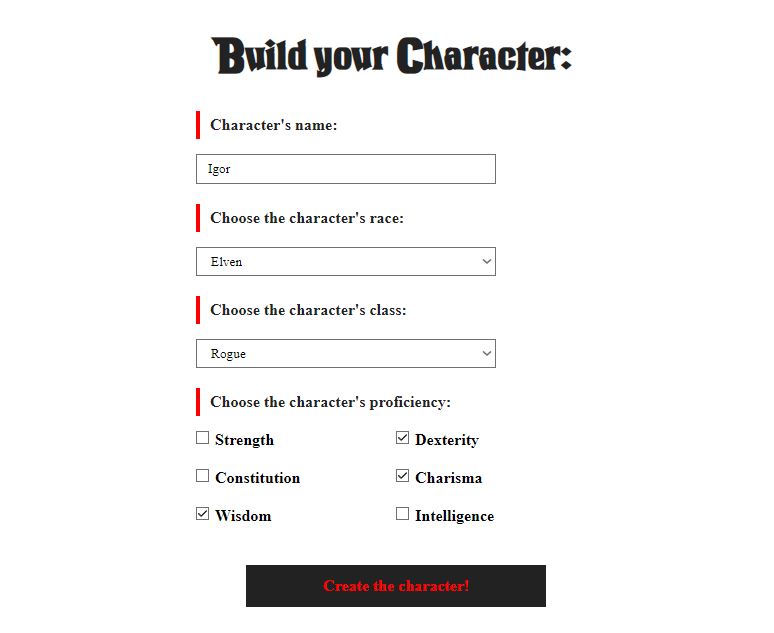 Build your Character:
Character's name:
Igor
Choose the character's race:
Elven
Choose the character's class:
Rogue
Choose the character's proficiency:
Strength Dexterity
Constitution Charisma
Wisdom Intelligence
Create the character!